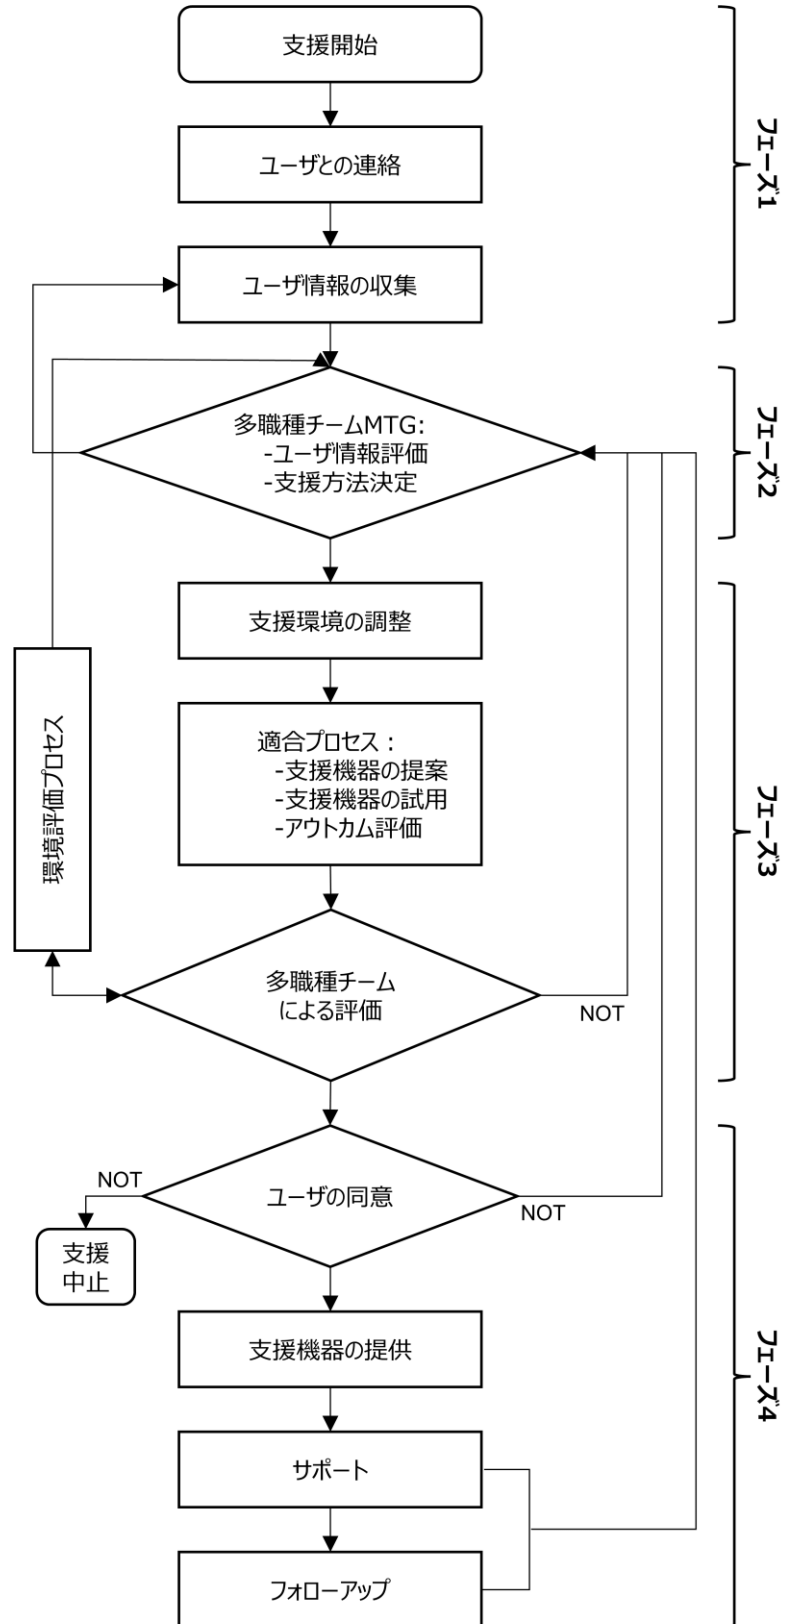 支援開始
ユーザとの連絡
ユーザ情報の収集
フェーズ1
多職種チームMTG:
-ユーザ情報評価
-支援方法決定
フェーズ2
支援環境の調整
適合プロセス：
-支援機器の提案
-支援機器の試用
-アウトカム評価
環境評価プロセス
多職種チーム
による評価
NOT
フェーズ3
ユーザの同意
NOT
NOT
支援
中止
支援機器の提供
サポート
フォローアップ
フェーズ4